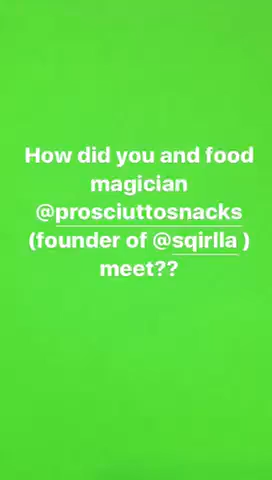 How did you and food
magician
@prosciuttosnacks
(founder of @sqirlla )
meet??